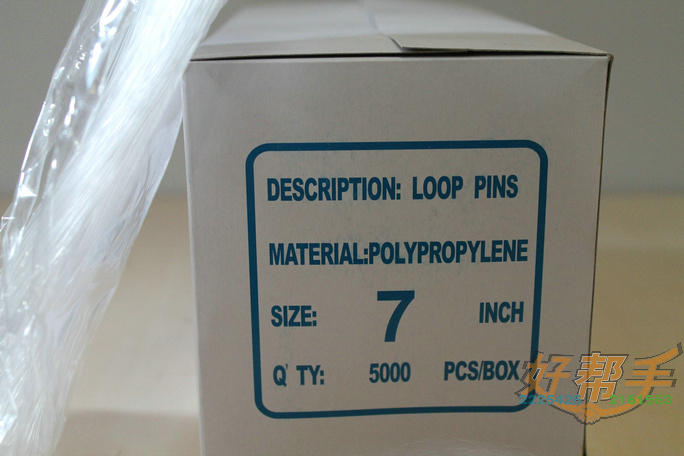 DESCRIPTION: LOOP PINS
MATERIAL:POLYPROPYLENE
SIZE: 7 INCH
Q'TY: 5000 PCS/BOX
好帮手